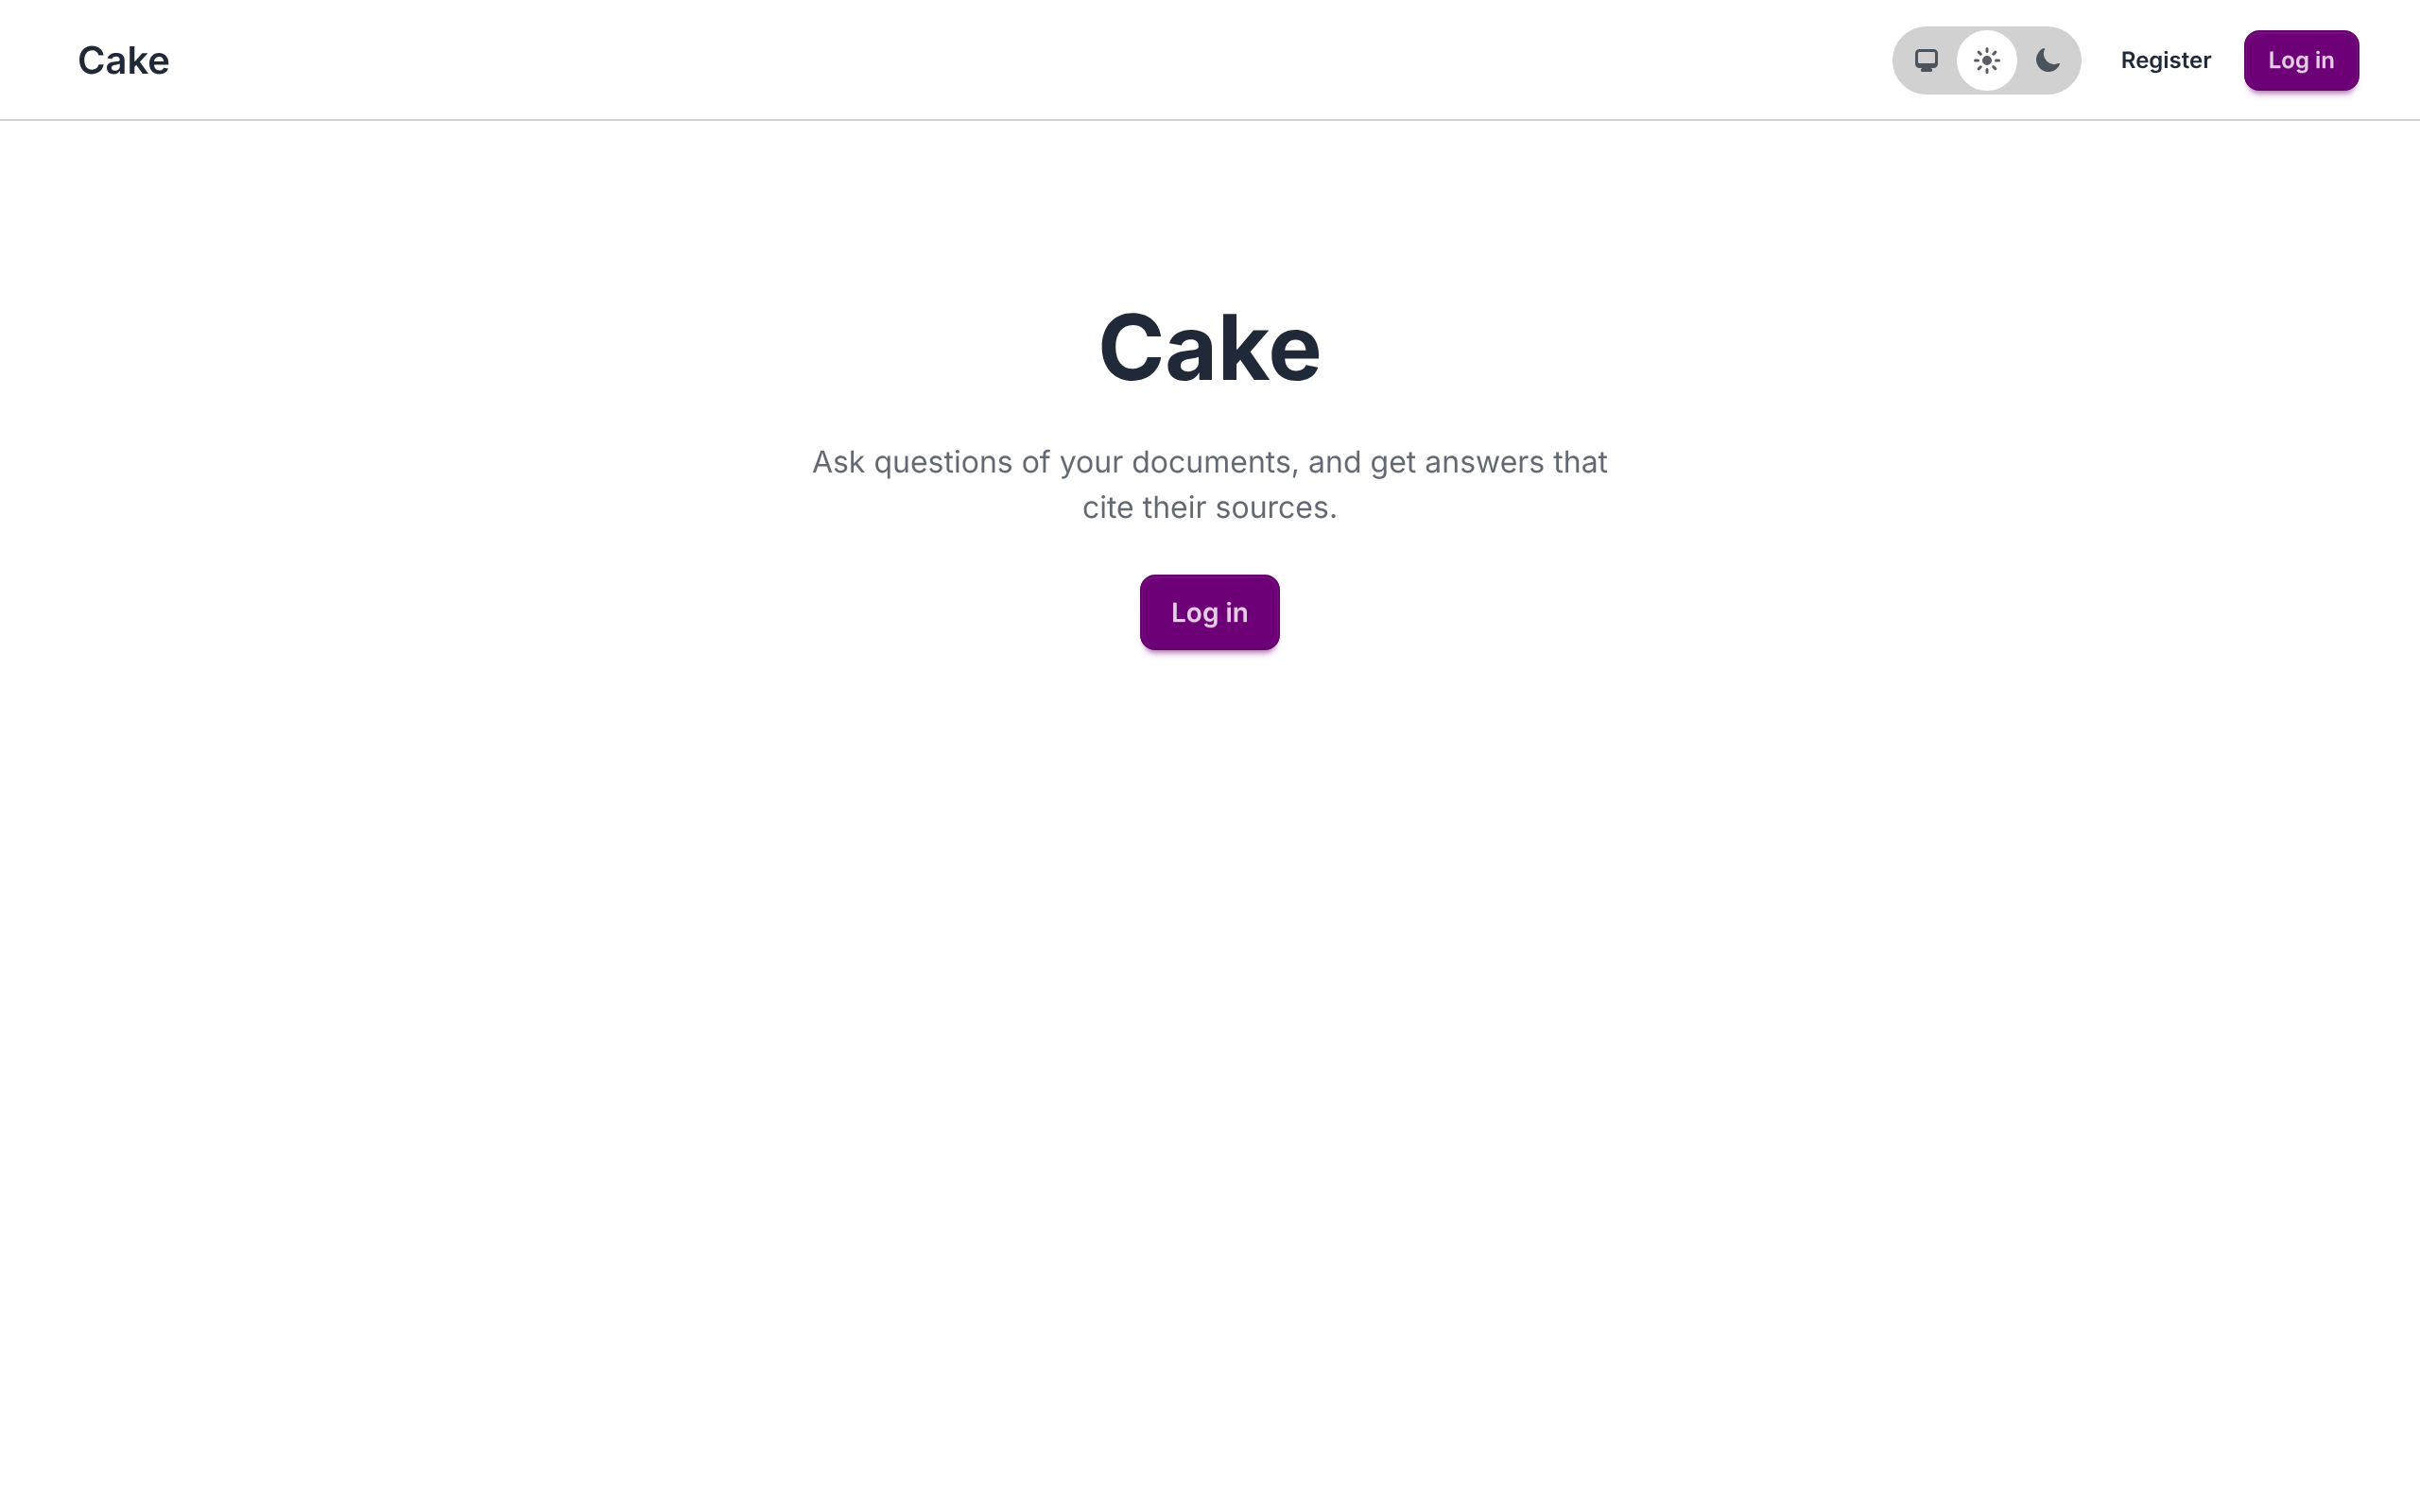 Cake
Register
Log in
Cake
Ask questions of your documents, and get answers that
cite their sources.
Log in